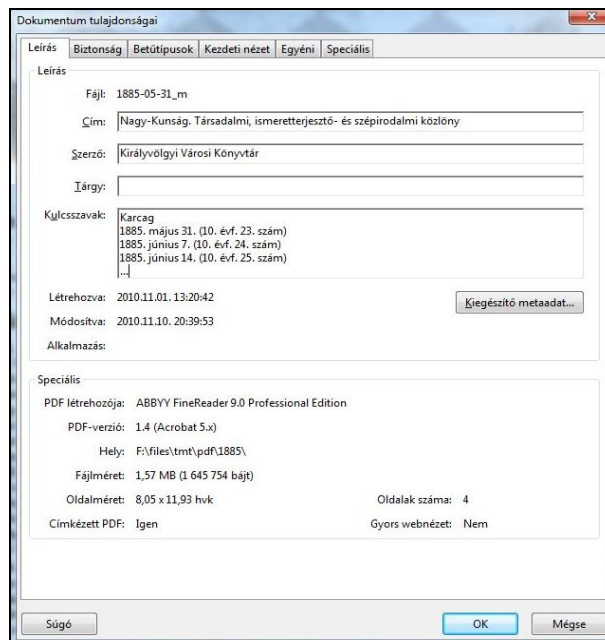 Dokumentum tulajdonságai
Leírás Biztonság Betűtípusok Kezdeti nézet Egyéni Speciális
Leírás
Fájl: 1885-05-31_m
Cím: Nagy-Kunság. Társadalmi, ismeretterjesztő- és szépirodalmi közlöny
Szerző: Királyvölgyi Városi Könyvtár
Tárgy:
Kulcsszavak: Karcag
1885. május 31. (10. évf. 23. szám)
1885. június 7. (10. évf. 24. szám)
1885. június 14. (10. évf. 25. szám)
...
Létrehozva: 2010.11.01. 13:20:42 Kiegészítő metaadat...
Módosítva: 2010.11.10. 20:39:53
Alkalmazás:
Speciális
PDF létrehozója: ABBYY FineReader 9.0 Professional Edition
PDF-verzió: 1.4 (Acrobat 5.x)
Hely: F:\files\tmt\pdf\1885\
Fájlméret: 1,57 MB (1 645 754 bájt)
Oldalméret: 8,05 x 11,93 hvk Oldalak száma: 4
Címkézett PDF: Igen Gyors webnézet: Nem
Súgó OK Mégse